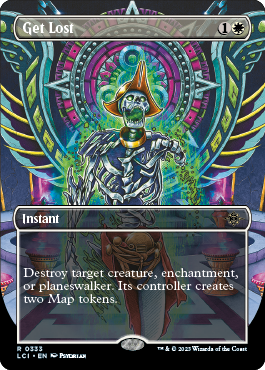 Get Lost 1
Instant
Destroy target creature, enchantment,
or planeswalker. Its controller creates
two Map tokens.
R 0333
LCI • EN Psydrian
™ & © 2023 Wizards of the Coast